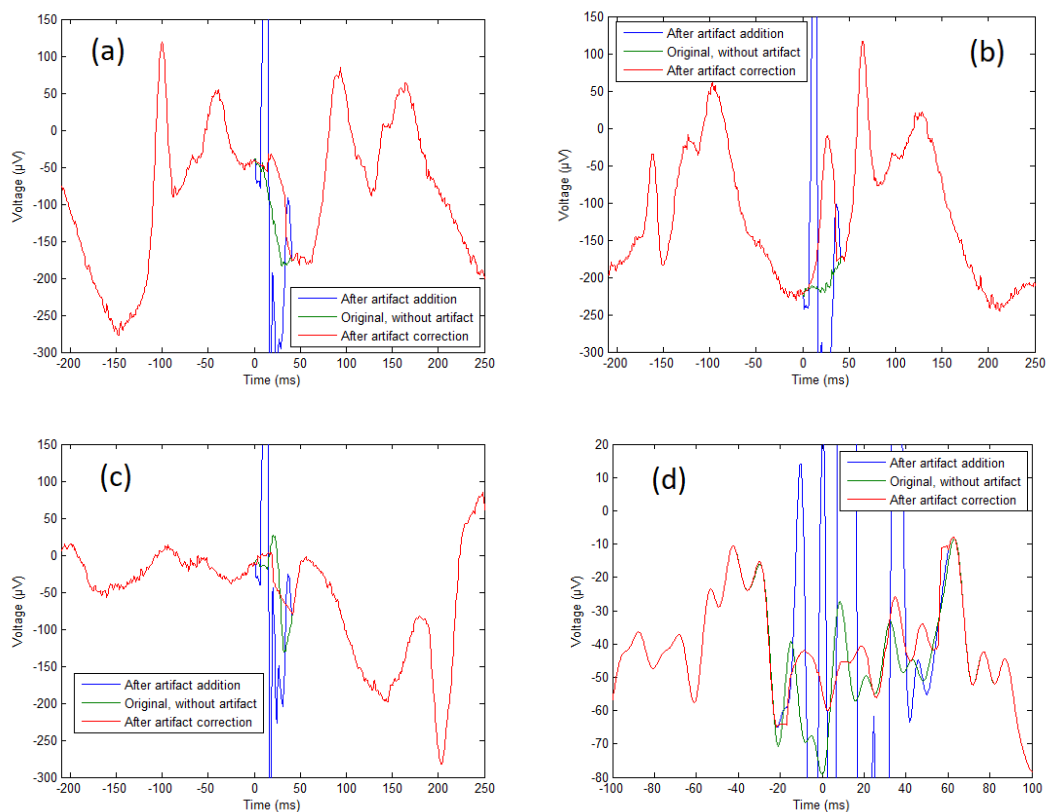 (a)
150
100
50
0
-50
-100
-150
-200
-250
-300
Voltage (µV)
After artifact addition
Original, without artifact
After artifact correction
-200 -150 -100 -50 0 50 100 150 200 250
Time (ms)
(b)
150
100
50
0
-50
-100
-150
-200
-250
-300
Voltage (µV)
After artifact addition
Original, without artifact
After artifact correction
-200 -150 -100 -50 0 50 100 150 200 250
Time (ms)
(c)
150
100
50
0
-50
-100
-150
-200
-250
-300
Voltage (µV)
After artifact addition
Original, without artifact
After artifact correction
-200 -150 -100 -50 0 50 100 150 200 250
Time (ms)
(d)
20
10
0
-10
-20
-30
-40
-50
-60
-70
-80
Voltage (µV)
After artifact addition
Original, without artifact
After artifact correction
-100 -80 -60 -40 -20 0 20 40 60 80 100
Time (ms)